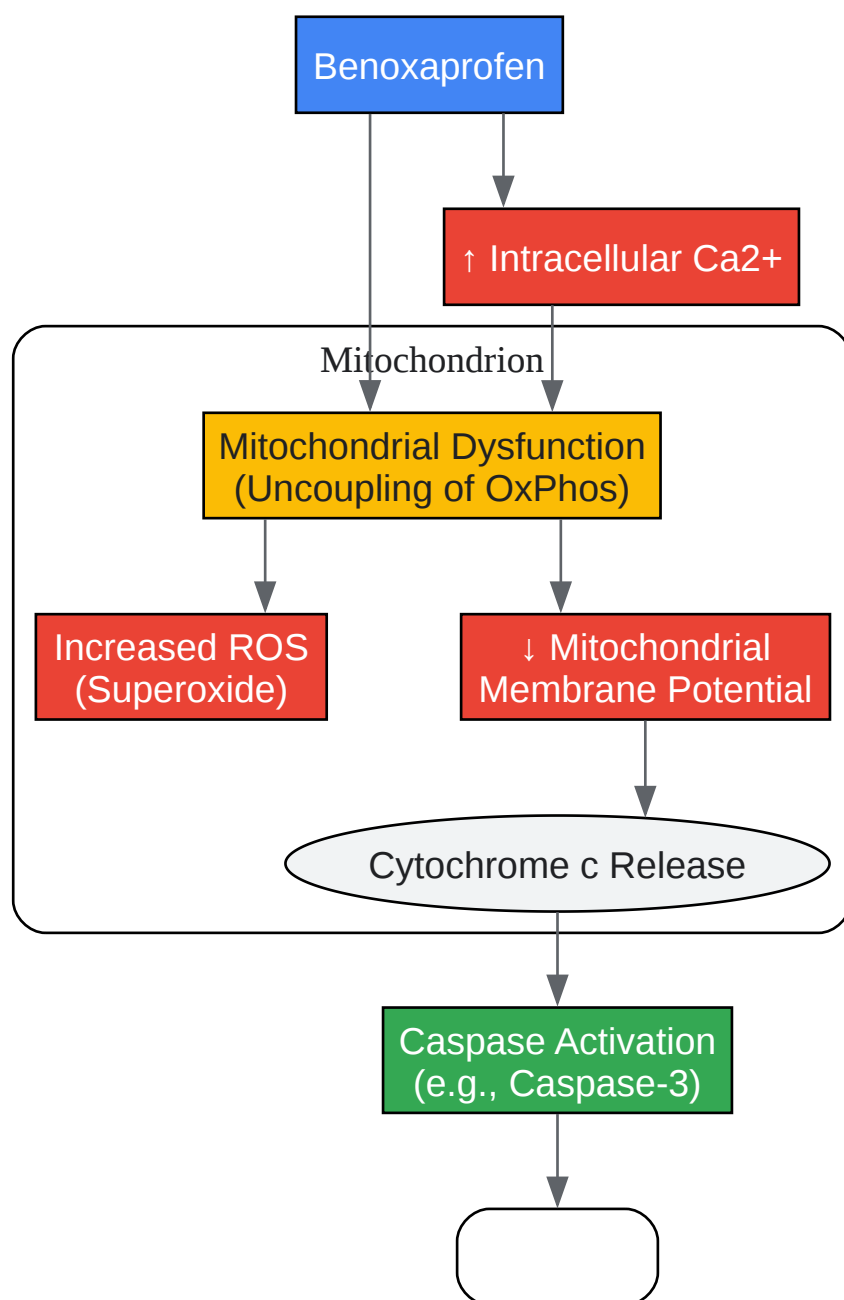 Benoxaprofen
↑ Intracellular Ca2+
Mitochondrion
Mitochondrial Dysfunction
(Uncoupling of OxPhos)
Increased ROS
(Superoxide)
↓ Mitochondrial
Membrane Potential
Cytochrome c Release
Caspase Activation
(e.g., Caspase-3)